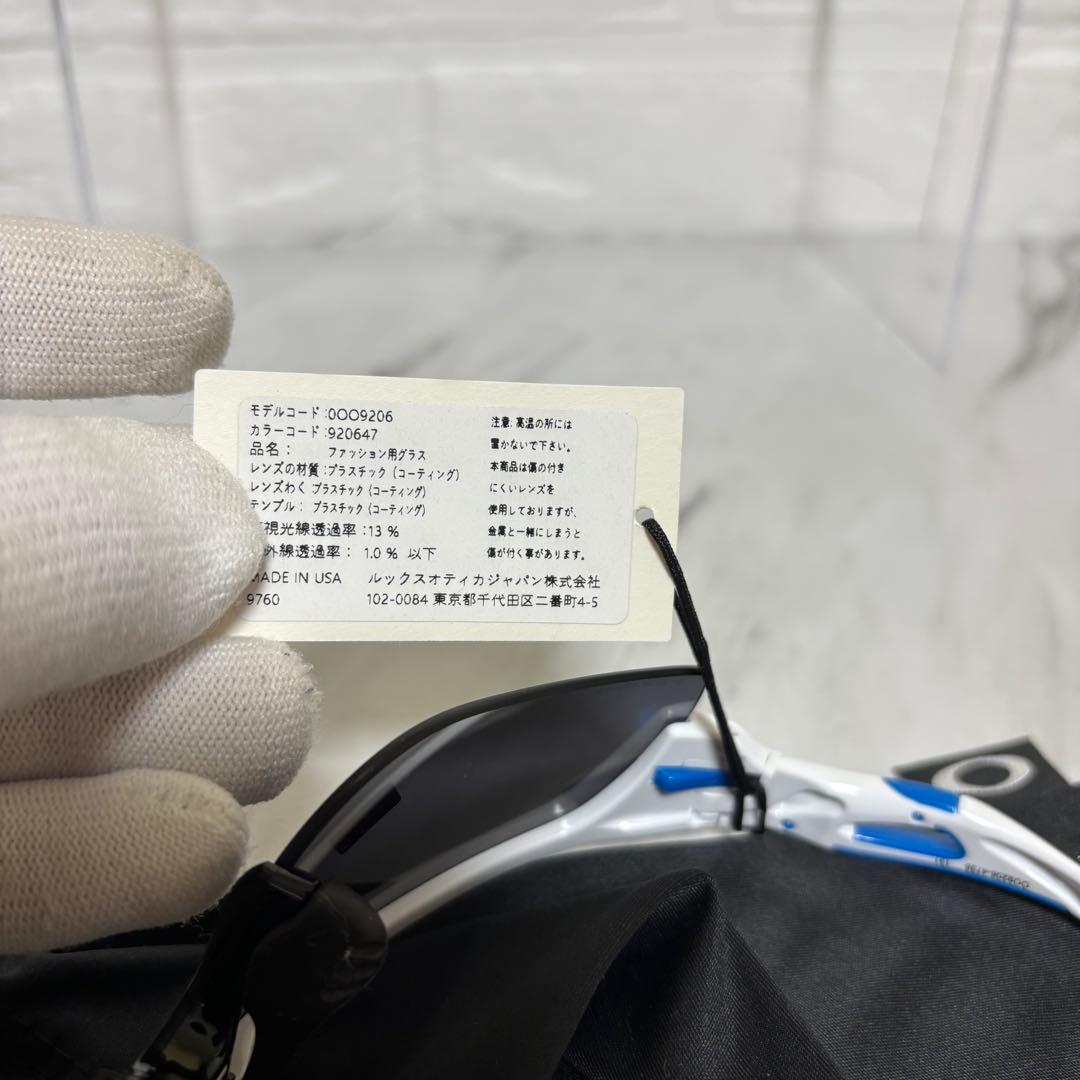 モデルコード :0OO9206
カラーコード :920647
品名： ファッション用グラス
レンズの材質 :プラスチック (コーティング)
レンズわく プラスチック (コーティング)
テンプル： プラスチック (コーティング)
視光線透過率 :13 %
外線透過率： 1.0 % 以下
MADE IN USA ルックスオティカジャパン株式会社
9760 102-0084 東京都千代田区二番町4-5
注意: 高温の所には
置かないで下さい。
本商品は傷の付き
にくいレンズを
使用しておりますが、
金属と一緒にしまうと
傷が付く事があります。
131